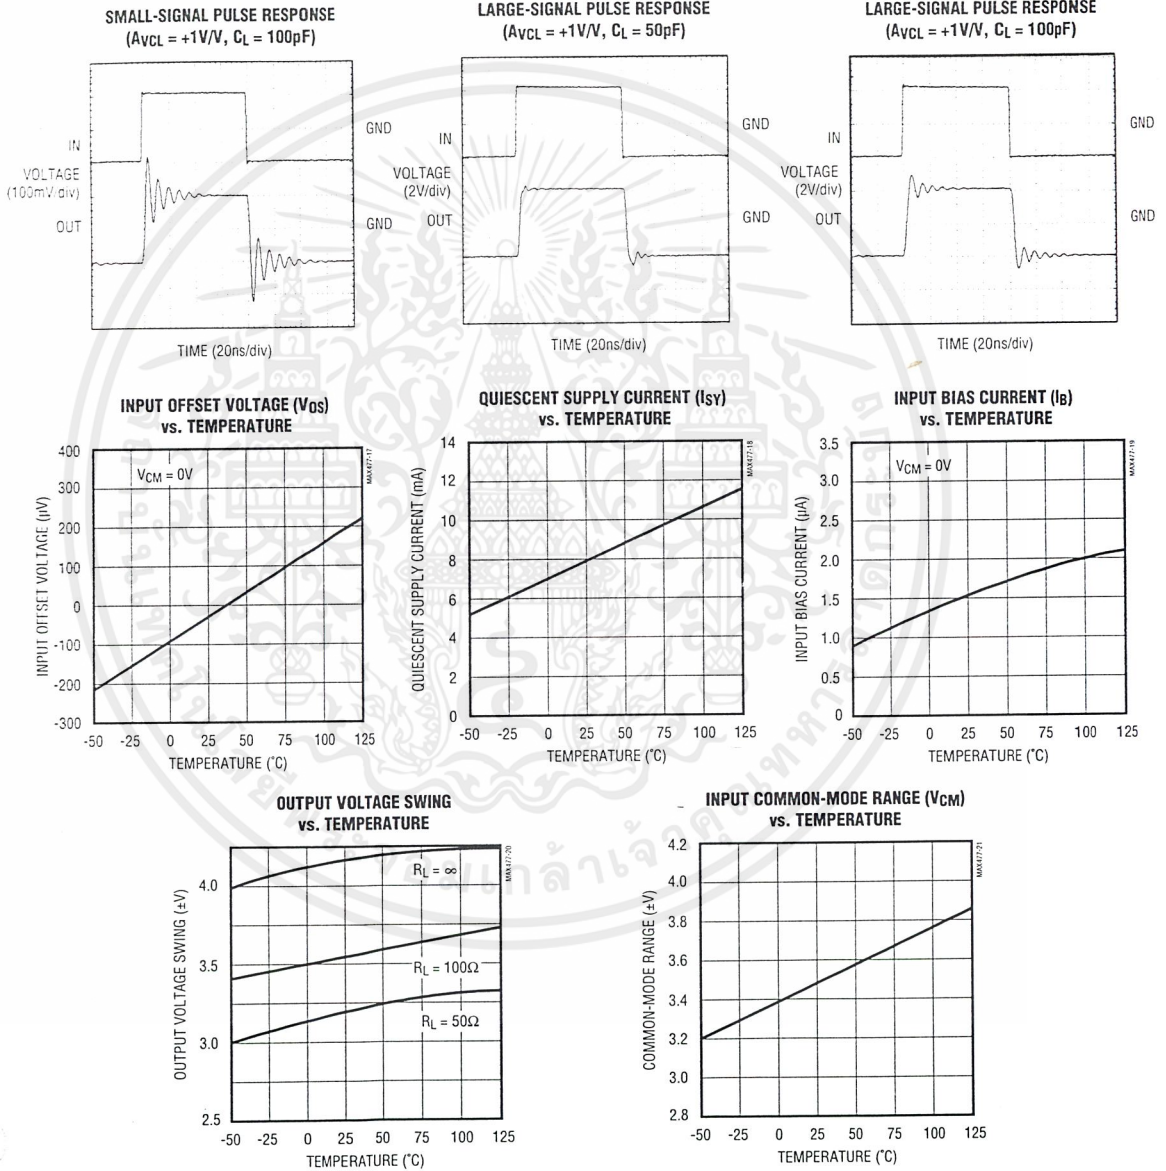 SMALL-SIGNAL PULSE RESPONSE
(AVCL = +1V/V, CL = 100pF)
IN
VOLTAGE
(100mV/div)
OUT
GND
GND
TIME (20ns/div)
LARGE-SIGNAL PULSE RESPONSE
(AVCL = +1V/V, CL = 50pF)
IN
VOLTAGE
(2V/div)
OUT
GND
GND
TIME (20ns/div)
LARGE-SIGNAL PULSE RESPONSE
(AVCL = +1V/V, CL = 100pF)
IN
VOLTAGE
(2V/div)
OUT
GND
GND
TIME (20ns/div)
INPUT OFFSET VOLTAGE (VOS)
vs. TEMPERATURE
VCM = 0V
MAX477-17
INPUT OFFSET VOLTAGE (µV)
400
300
200
100
0
-100
-200
-300
-50 -25 0 25 50 75 100 125
TEMPERATURE (°C)
QUIESCENT SUPPLY CURRENT (ISY)
vs. TEMPERATURE
MAX477-18
QUIESCENT SUPPLY CURRENT (mA)
14
12
10
8
6
4
2
0
-50 -25 0 25 50 75 100 125
TEMPERATURE (°C)
INPUT BIAS CURRENT (IB)
vs. TEMPERATURE
VCM = 0V
MAX477-19
INPUT BIAS CURRENT (µA)
3.5
3.0
2.5
2.0
1.5
1.0
0.5
0
-50 -25 0 25 50 75 100 125
TEMPERATURE (°C)
OUTPUT VOLTAGE SWING
vs. TEMPERATURE
MAX477-20
OUTPUT VOLTAGE SWING (±V)
4.0
3.5
3.0
2.5
RL = ∞
RL = 100Ω
RL = 50Ω
-50 -25 0 25 50 75 100 125
TEMPERATURE (°C)
INPUT COMMON-MODE RANGE (VCM)
vs. TEMPERATURE
MAX477-21
COMMON-MODE RANGE (±V)
4.2
4.0
3.8
3.6
3.4
3.2
3.0
2.8
-50 -25 0 25 50 75 100 125
TEMPERATURE (°C)